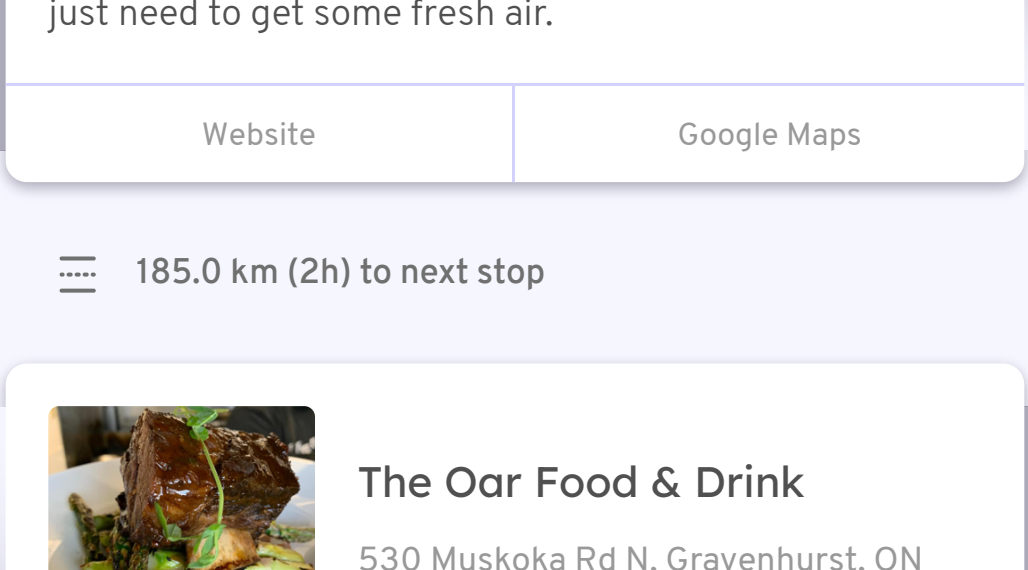 just need to get some fresh air.
Website
Google Maps
185.0 km (2h) to next stop
The Oar Food & Drink
530 Muskoka Rd N, Gravenhurst, ON